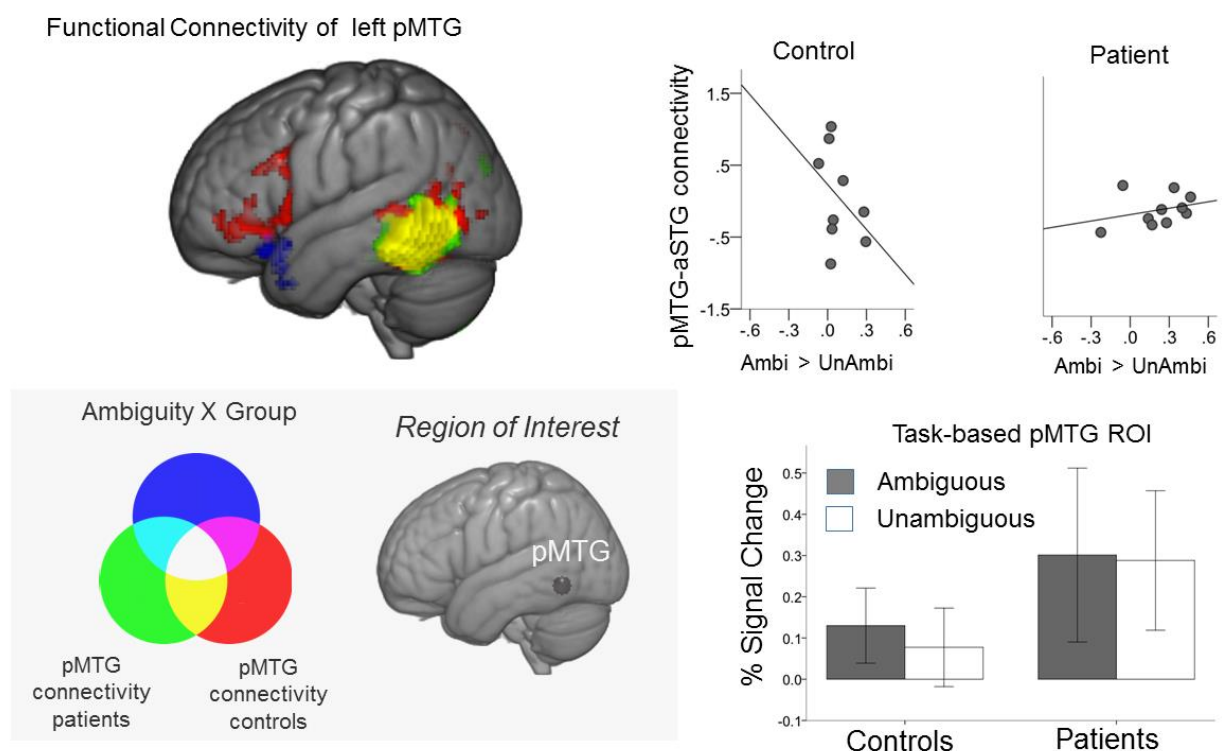 Functional Connectivity of left pMTG
Control
Patient
pMTG-aSTG connectivity
1.5
.5
-.5
-1.5
-.6 -.3 .0 .3 .6
-.6 -.3 .0 .3 .6
Ambi > UnAmbi
Ambi > UnAmbi
Ambiguity X Group
pMTG
connectivity
patients
pMTG
connectivity
controls
Region of Interest
pMTG
Task-based pMTG ROI
Ambiguous
Unambiguous
% Signal Change
0.5
0.4
0.3
0.2
0.1
0.0
-0.1
Controls
Patients